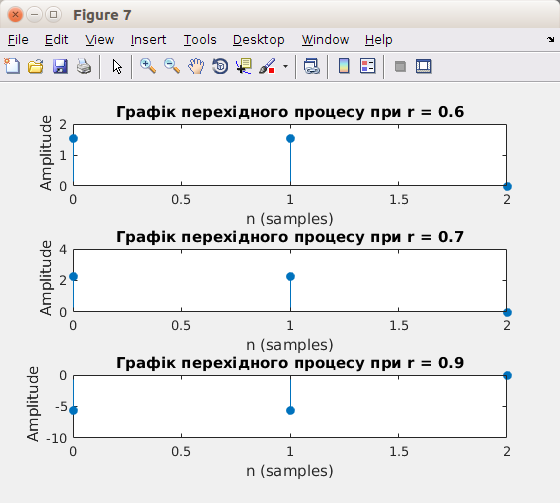 Figure 7
File Edit View Insert Tools Desktop Window Help
Графік перехідного процесу при r = 0.6
Amplitude
2
1
0
0 0.5 1 1.5 2
n (samples)
Графік перехідного процесу при r = 0.7
Amplitude
4
2
0
0 0.5 1 1.5 2
n (samples)
Графік перехідного процесу при r = 0.9
Amplitude
0
-5
-10
0 0.5 1 1.5 2
n (samples)